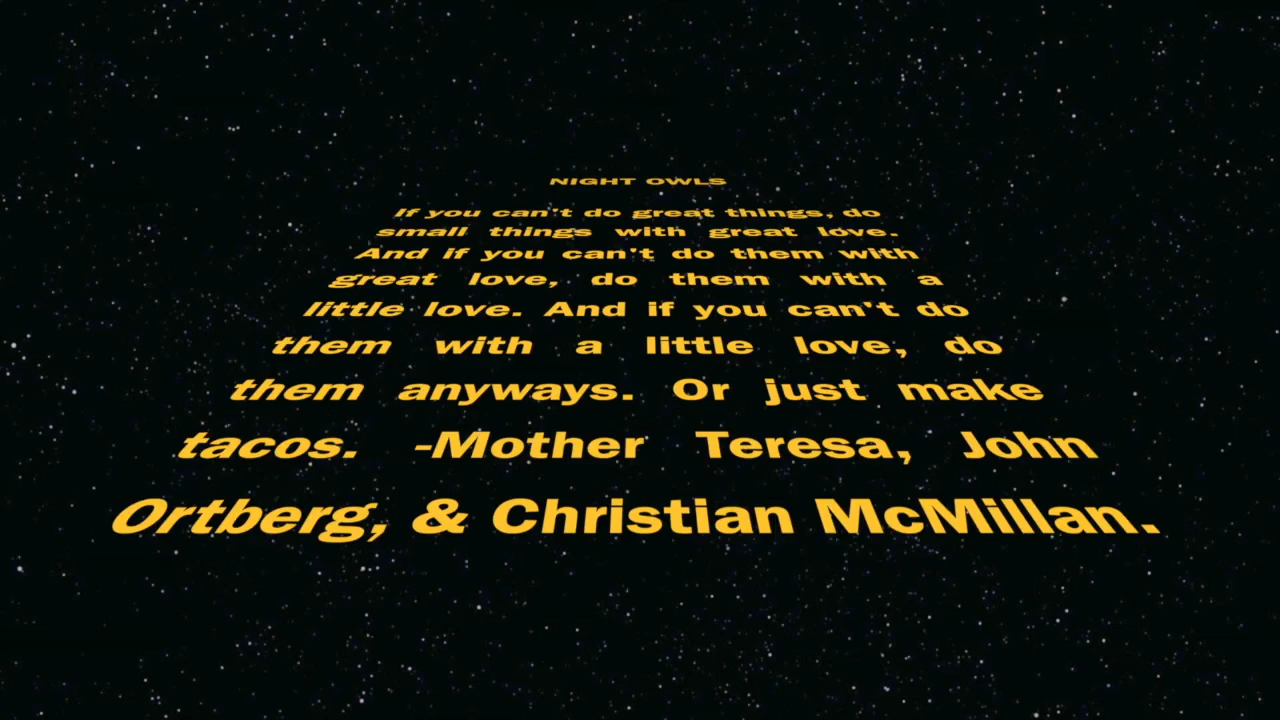 NIGHT OWLS
If you can't do great things, do
small things with great love.
And if you can't do them with
great love, do them with a
little love. And if you can't do
them with a little love, do
them anyways. Or just make
tacos. -Mother Teresa, John
Ortberg, & Christian McMillan.